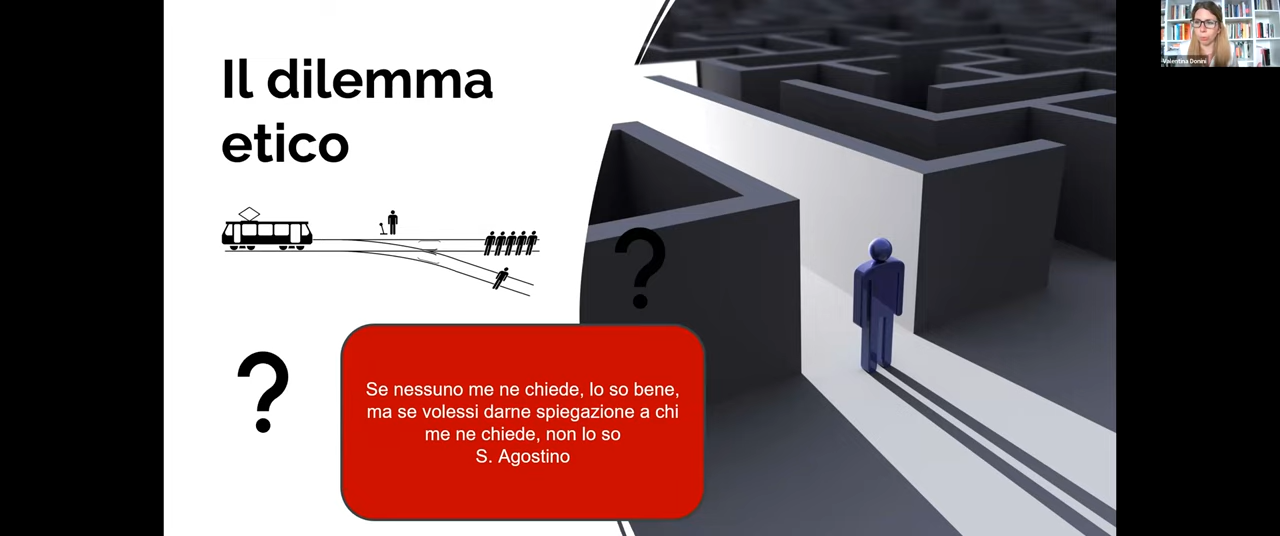 Il dilemma
etico
?
?
Se nessuno me ne chiede, lo so bene,
ma se volessi darne spiegazione a chi
me ne chiede, non lo so
S. Agostino
Valentina Donini